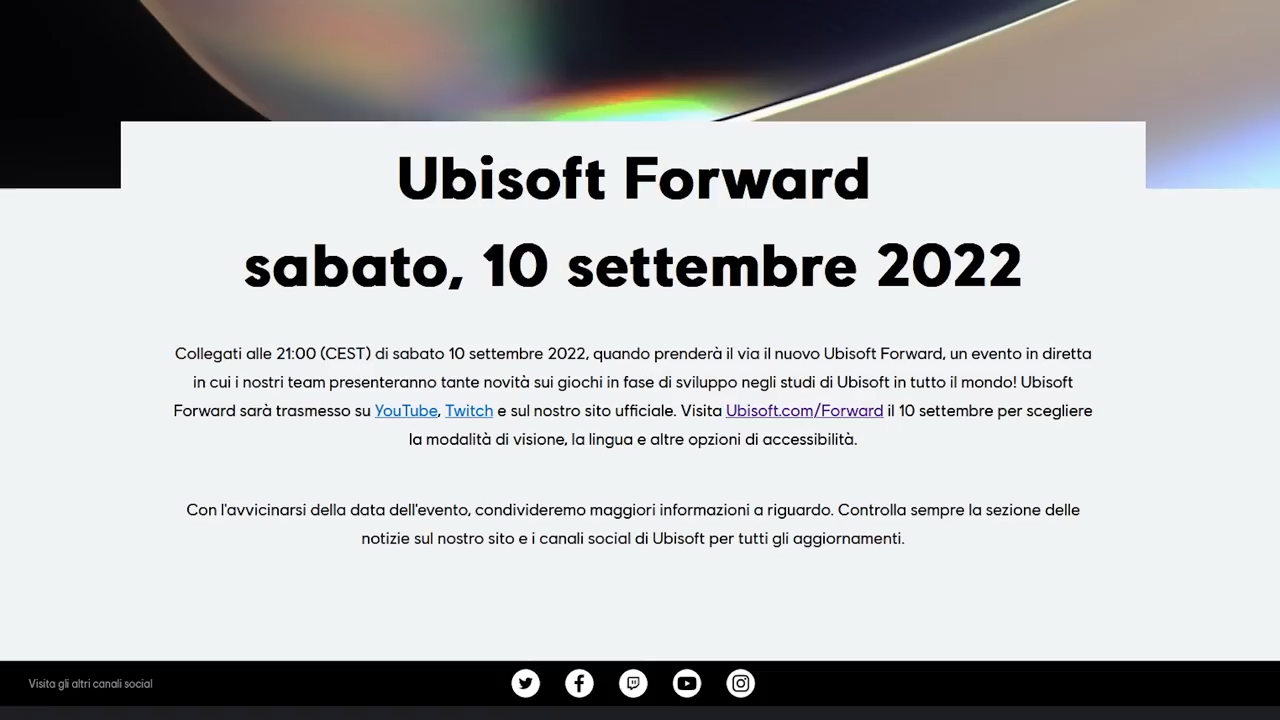 Ubisoft Forward
sabato, 10 settembre 2022
Collegati alle 21:00 (CEST) di sabato 10 settembre 2022, quando prenderà il via il nuovo Ubisoft Forward, un evento in diretta
in cui i nostri team presenteranno tante novità sui giochi in fase di sviluppo negli studi di Ubisoft in tutto il mondo! Ubisoft
Forward sarà trasmesso su YouTube, Twitch e sul nostro sito ufficiale. Visita Ubisoft.com/Forward il 10 settembre per scegliere
la modalità di visione, la lingua e altre opzioni di accessibilità.
Con l'avvicinarsi della data dell'evento, condivideremo maggiori informazioni a riguardo. Controlla sempre la sezione delle
notizie sul nostro sito e i canali social di Ubisoft per tutti gli aggiornamenti.
Visita gli altri canali social